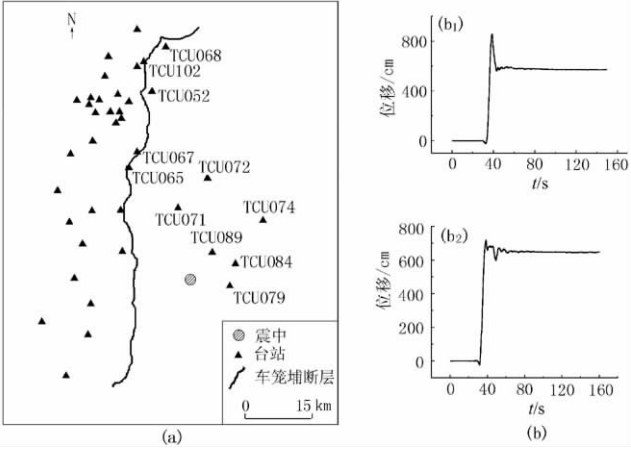 N
TCU068
TCU102
TCU052
TCU067
TCU072
TCU065
TCU071
TCU074
TCU089
TCU084
TCU079
震中
台站
车笼埔断层
0 15 km
(a)
(b₁)
800
400
0
位移/cm
0 40 80 120 160
t/s
(b₂)
800
600
400
200
0
位移/cm
0 40 80 120 160
t/s
(b)